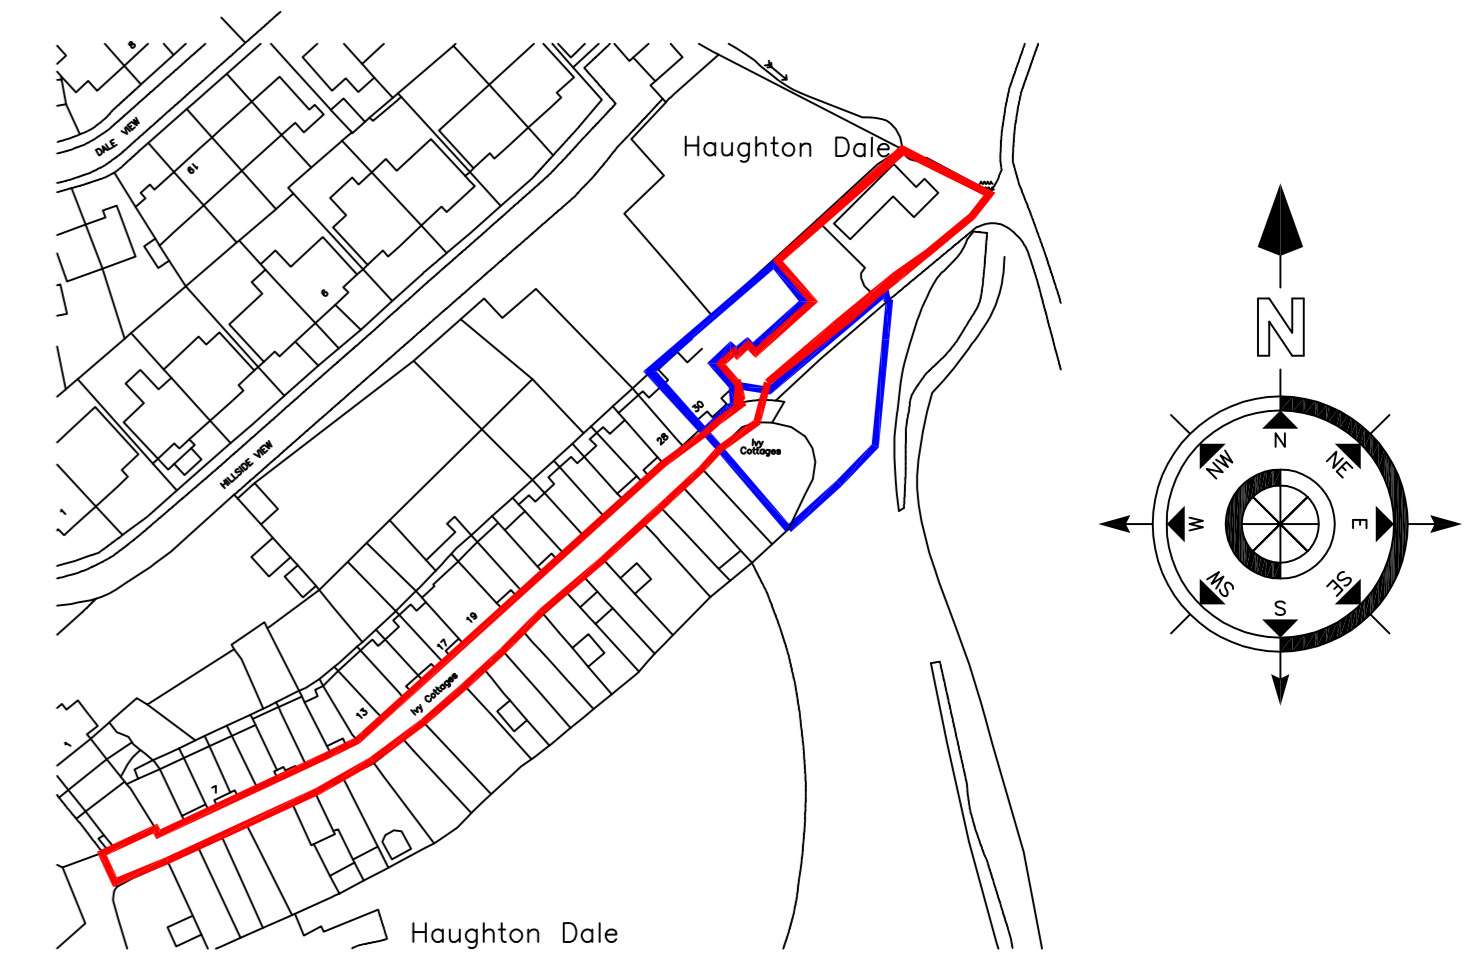 8
DALE VIEW
19
Haughton Dale
6
HILLSIDE VIEW
30
28
Ivy
Cottages
1
19
17
Ivy Cottages
13
1
7
Haughton Dale
N
N
NE
E
SE
S
SW
W
NW